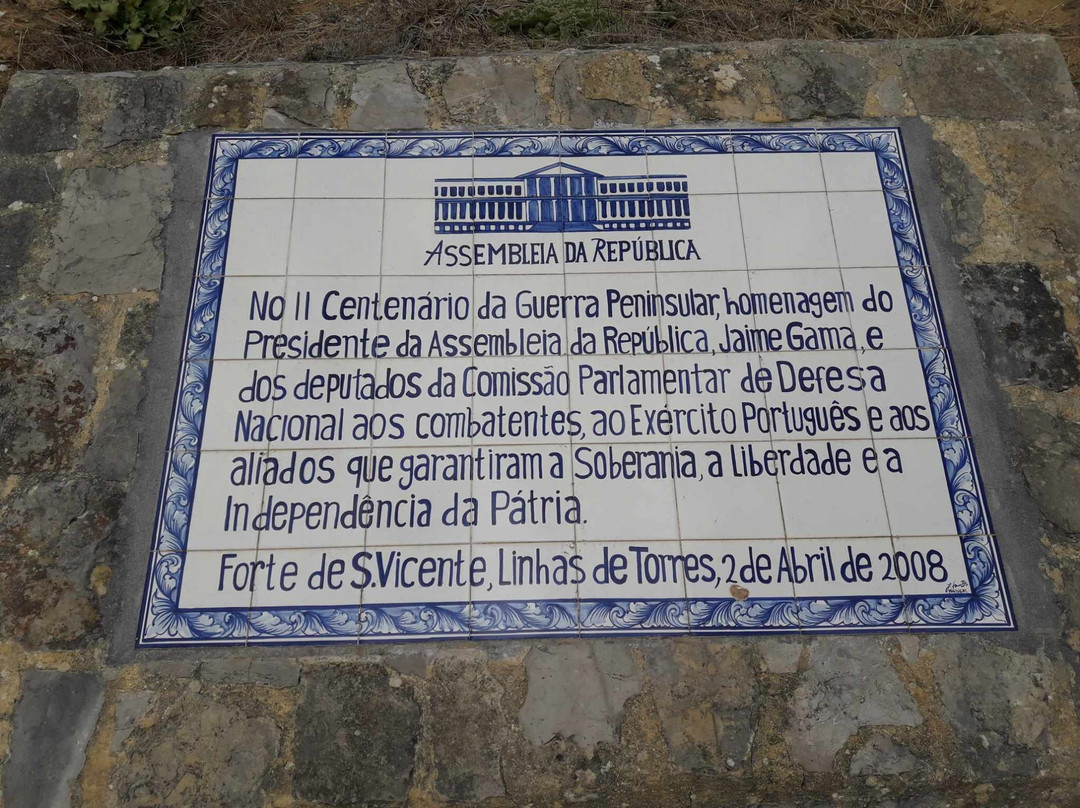 ASSEMBLEIA DA REPÚBLICA
No II Centenário da Guerra Peninsular, homenagem do
Presidente da Assembleia da República, Jaime Gama, e
dos deputados da Comissão Parlamentar de Defesa
Nacional aos combatentes, ao Exército Português e aos
aliados que garantiram a Soberania, a Liberdade e a
Independência da Pátria.
Forte de S. Vicente, Linhas de Torres, 2 de Abril de 2008